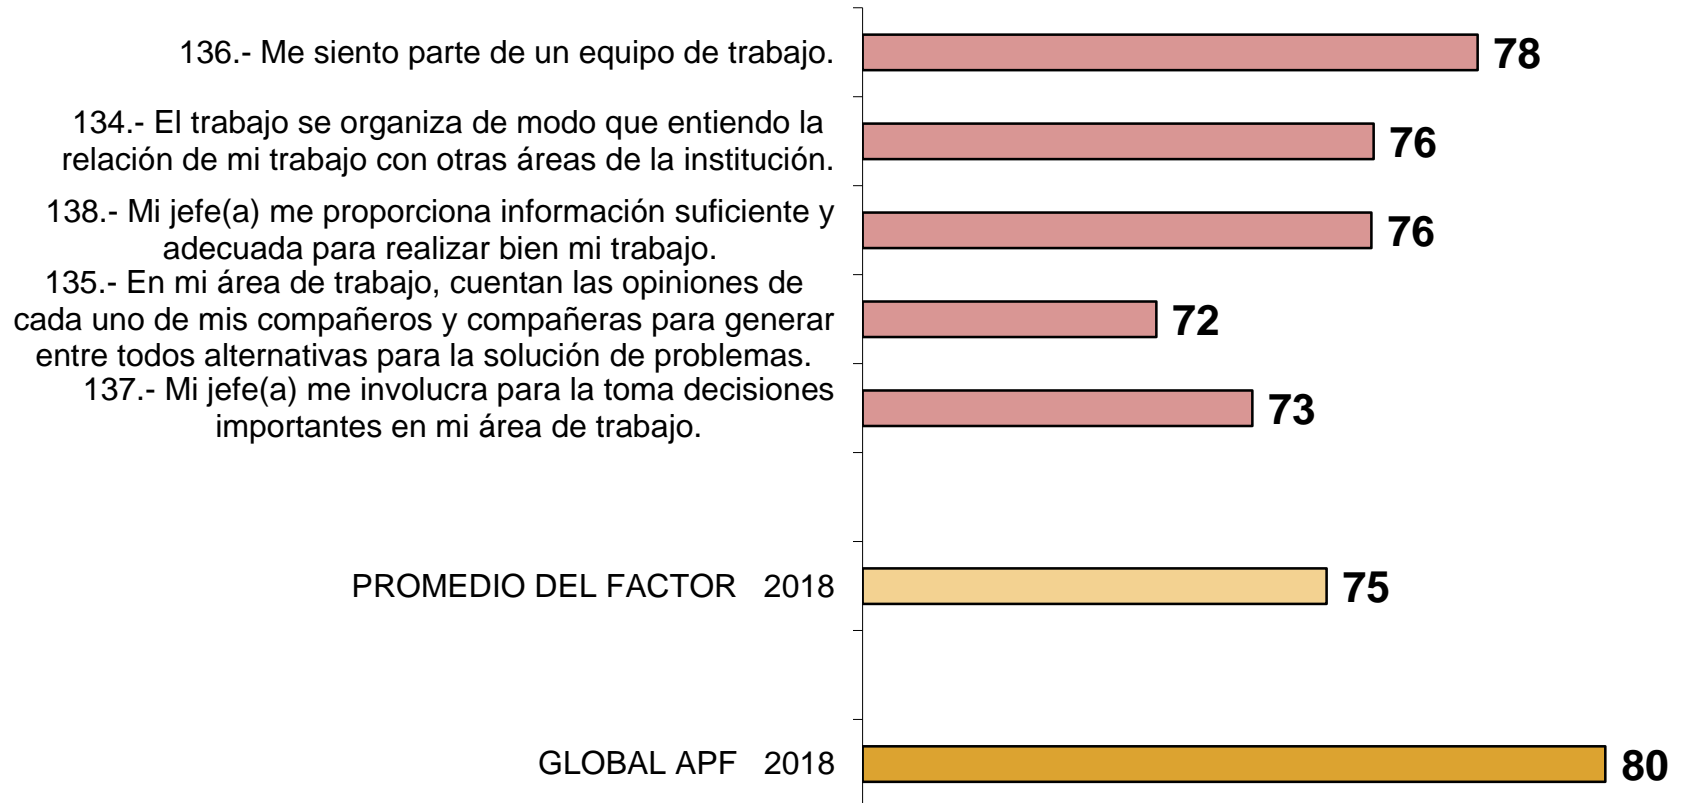 136.- Me siento parte de un equipo de trabajo.
78
134.- El trabajo se organiza de modo que entiendo la
relación de mi trabajo con otras áreas de la institución.
76
138.- Mi jefe(a) me proporciona información suficiente y
adecuada para realizar bien mi trabajo.
76
135.- En mi área de trabajo, cuentan las opiniones de
cada uno de mis compañeros y compañeras para generar
entre todos alternativas para la solución de problemas.
72
137.- Mi jefe(a) me involucra para la toma decisiones
importantes en mi área de trabajo.
73
PROMEDIO DEL FACTOR 2018
75
GLOBAL APF 2018
80